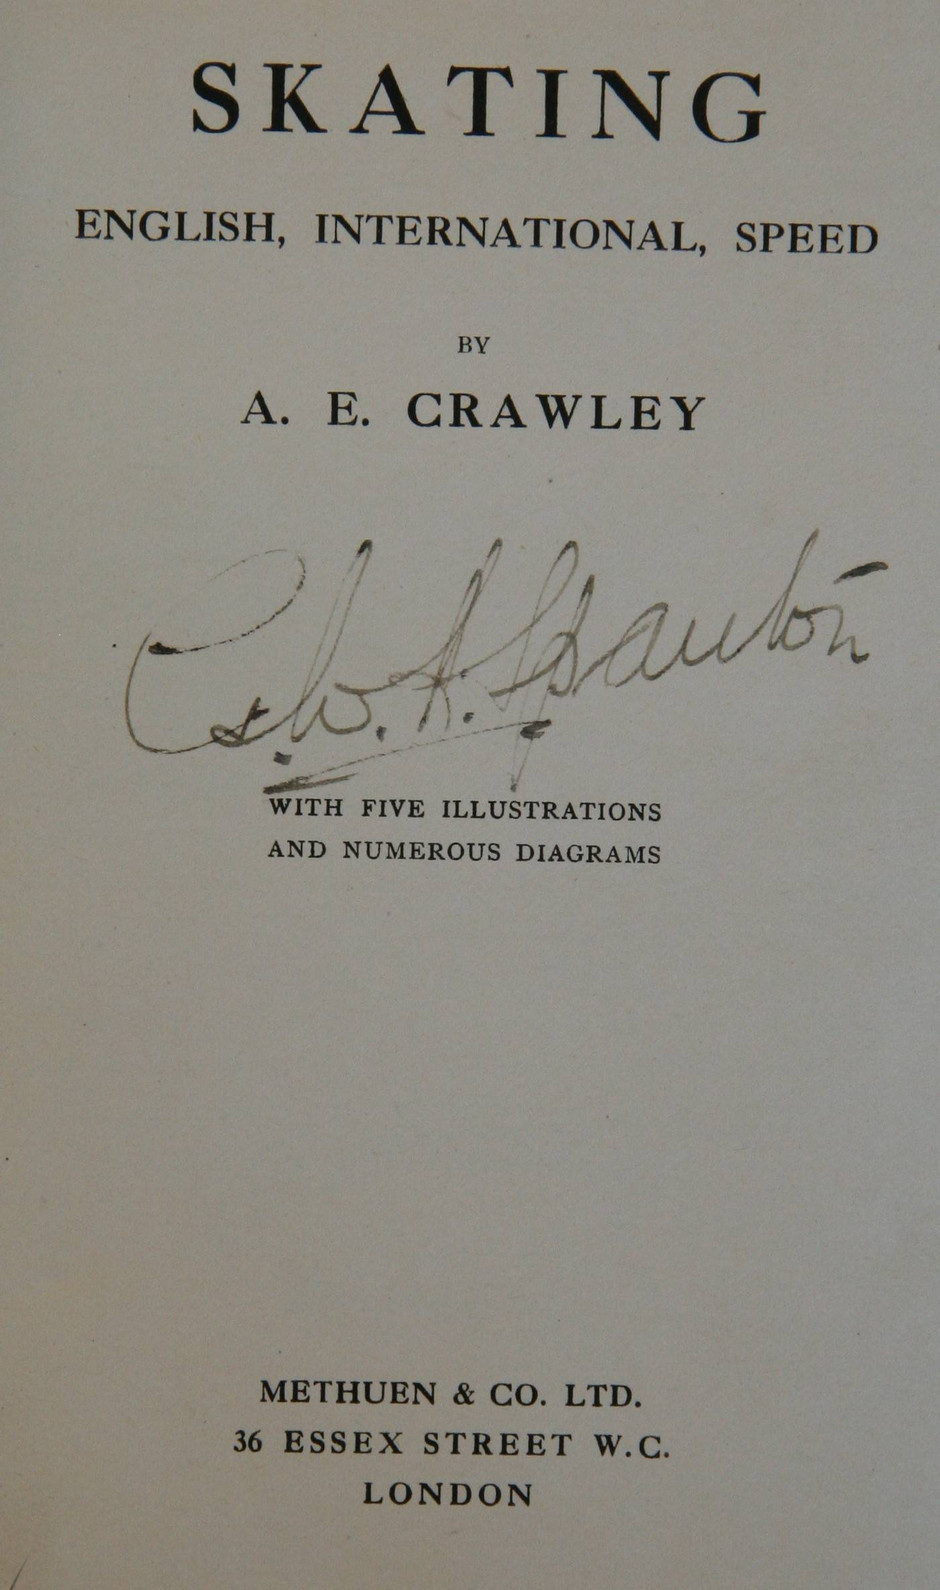 SKATING
ENGLISH, INTERNATIONAL, SPEED
BY
A. E. CRAWLEY
WITH FIVE ILLUSTRATIONS
AND NUMEROUS DIAGRAMS
METHUEN & CO. LTD.
36 ESSEX STREET W.C.
LONDON